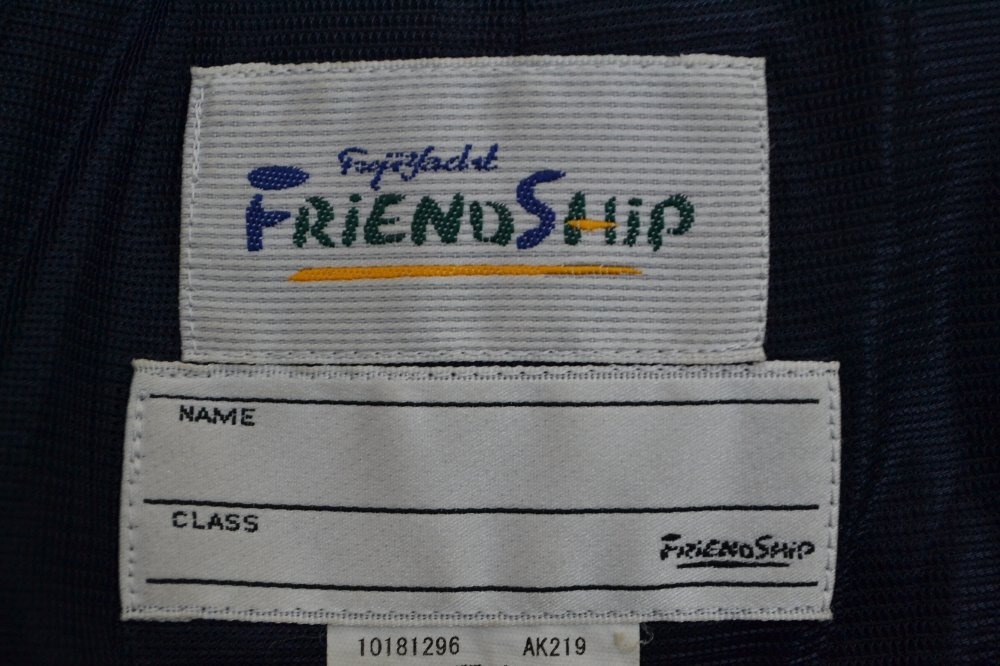 FujiYacht
FRiENDSHiP
NAME
CLASS
FRiENDSHiP
10181296 AK219